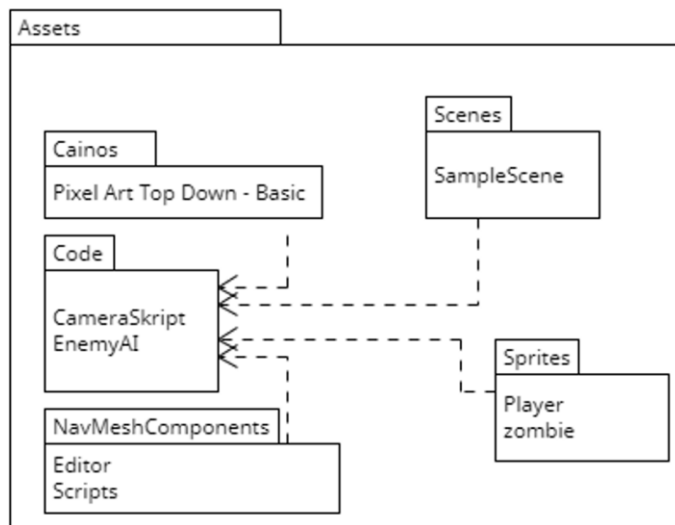 Assets
Scenes
SampleScene
Cainos
Pixel Art Top Down - Basic
Code
CameraSkript
EnemyAI
Sprites
Player
zombie
NavMeshComponents
Editor
Scripts